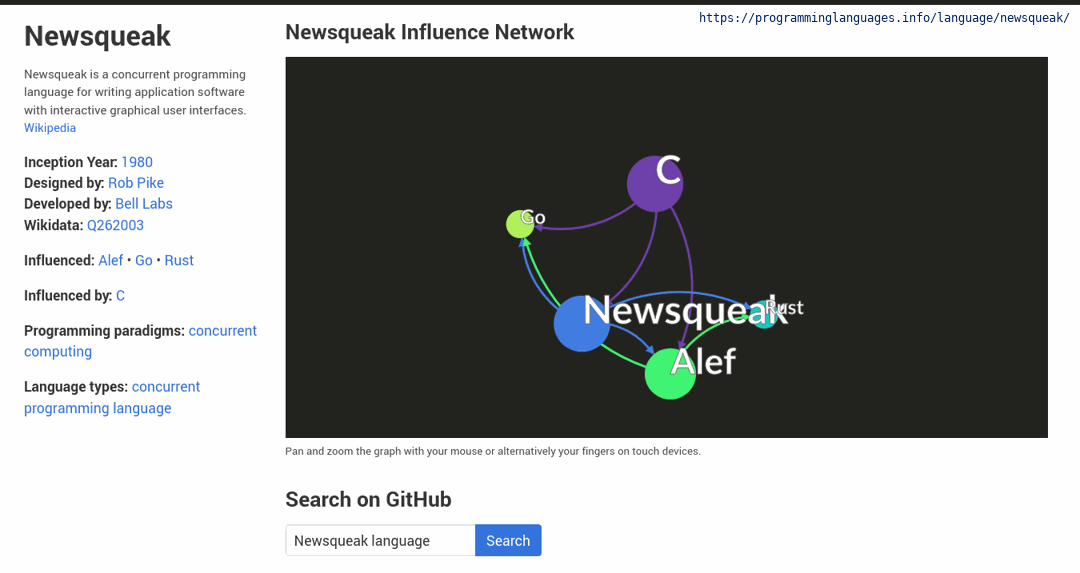 https://programminglanguages.info/language/newsqueak/
Newsqueak
Newsqueak is a concurrent programming
language for writing application software
with interactive graphical user interfaces.
Wikipedia
Inception Year: 1980
Designed by: Rob Pike
Developed by: Bell Labs
Wikidata: Q262003
Influenced: Alef • Go • Rust
Influenced by: C
Programming paradigms: concurrent
computing
Language types: concurrent
programming language
Newsqueak Influence Network
C
Go
Newsqueak
Rust
Alef
Pan and zoom the graph with your mouse or alternatively your fingers on touch devices.
Search on GitHub
Newsqueak language
Search